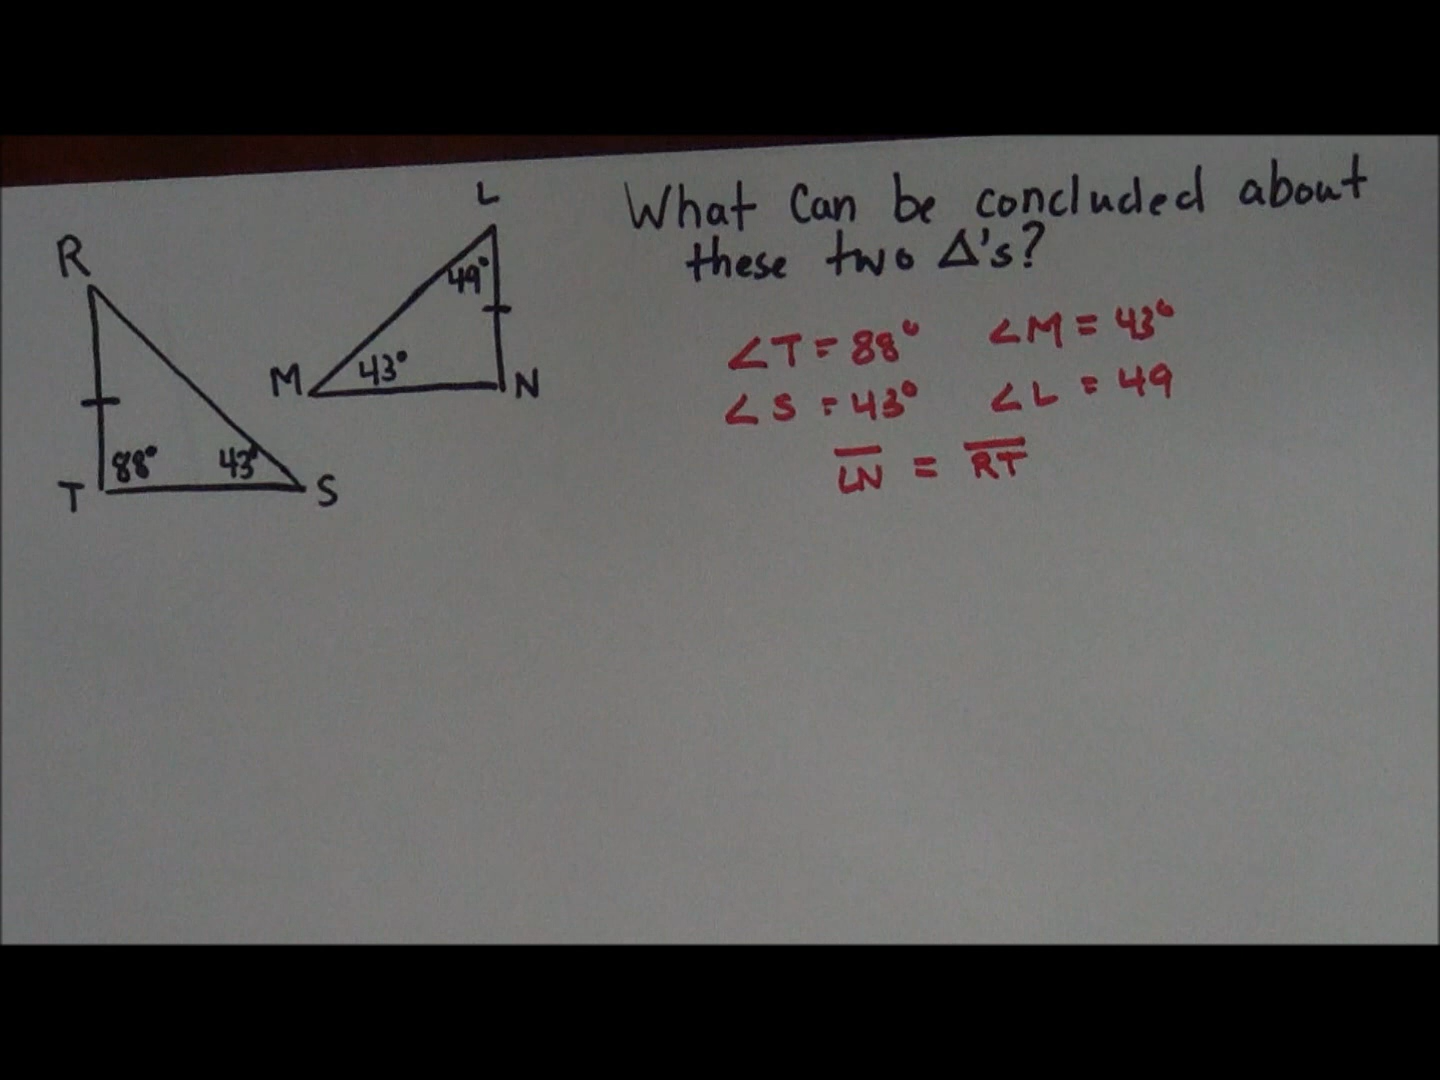 What can be concluded about
these two Δ's?
R
L
49°
M
43°
N
T
88°
43°
S
∠T = 88° ∠M = 43°
∠S = 43° ∠L = 49
LN = RT